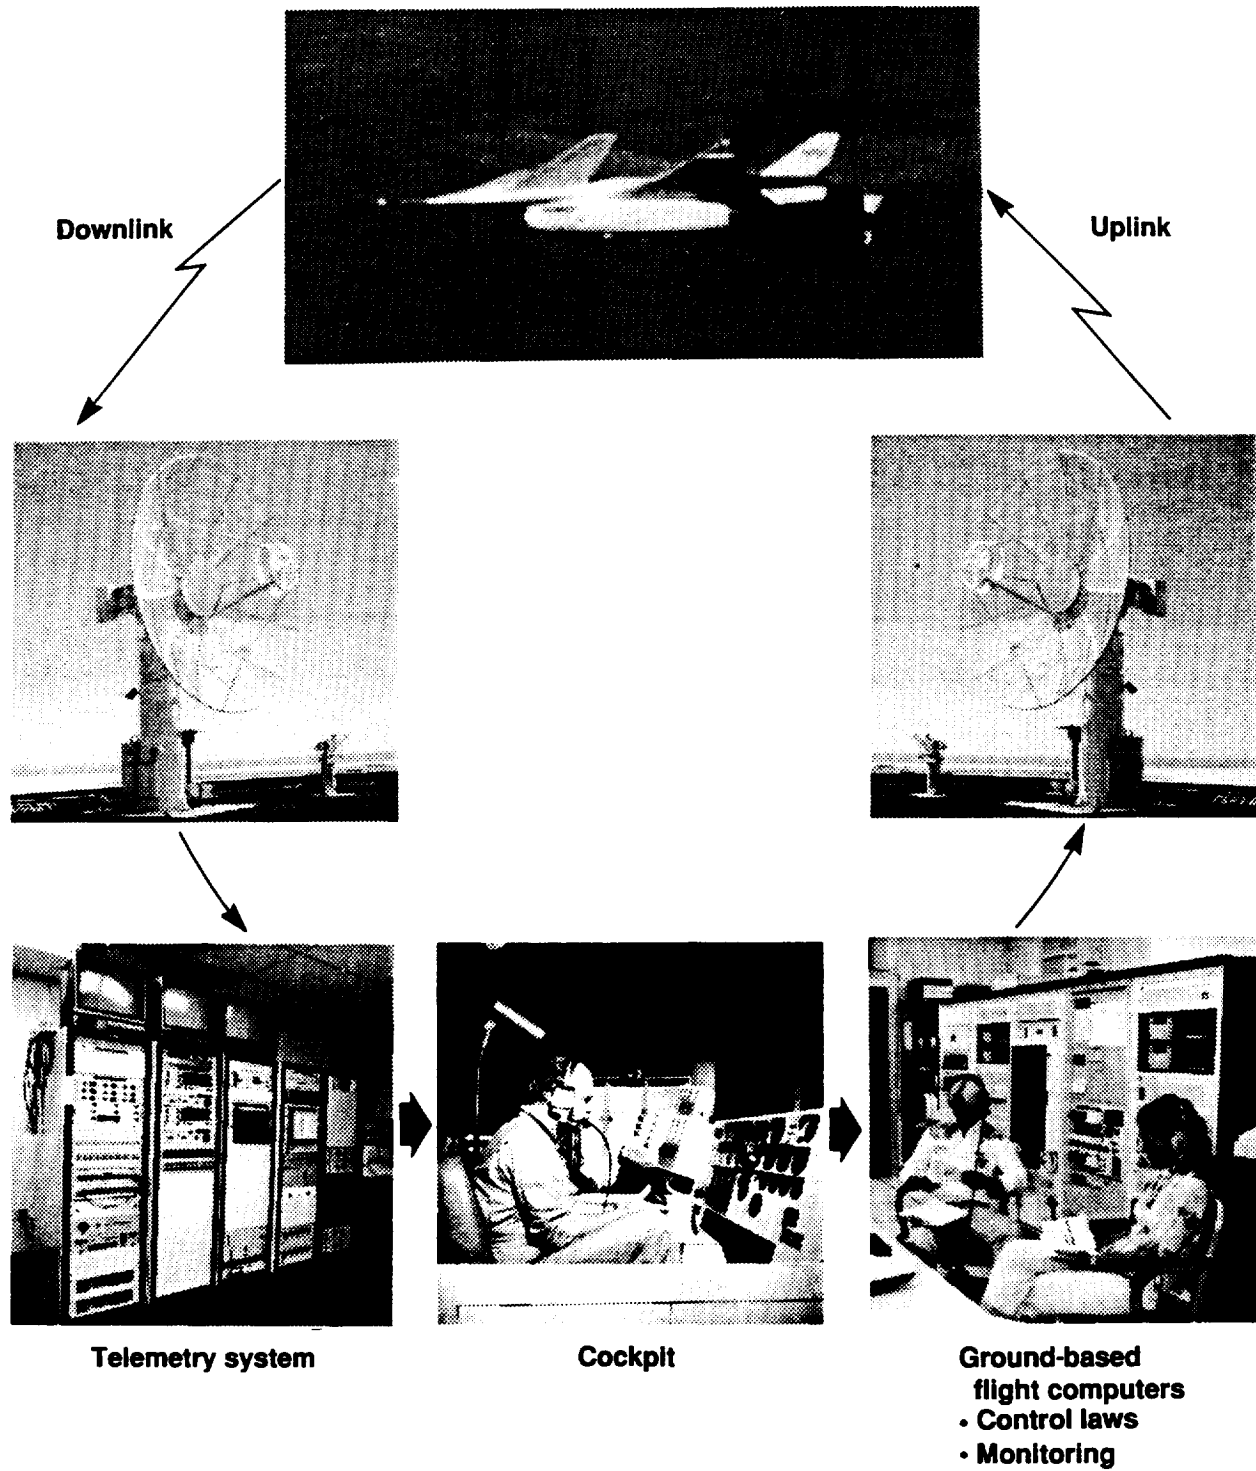 Downlink
Uplink
Telemetry system
Cockpit
Ground-based
flight computers
• Control laws
• Monitoring